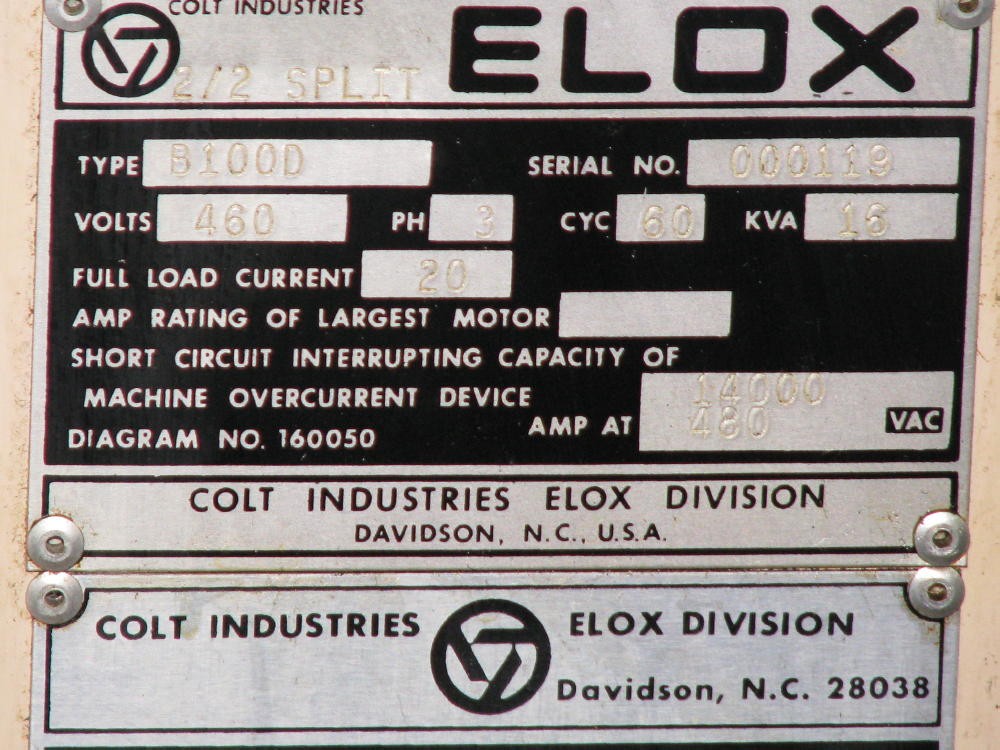 COLT INDUSTRIES
ELOX
2/2 SPLIT
TYPE B100D SERIAL NO. 000119
VOLTS 460 PH 3 CYC 60 KVA 16
FULL LOAD CURRENT 20
AMP RATING OF LARGEST MOTOR
SHORT CIRCUIT INTERRUPTING CAPACITY OF
MACHINE OVERCURRENT DEVICE 14000
AMP AT 480 VAC
DIAGRAM NO. 160050
COLT INDUSTRIES ELOX DIVISION
DAVIDSON, N.C., U.S.A.
COLT INDUSTRIES ELOX DIVISION
Davidson, N.C. 28038